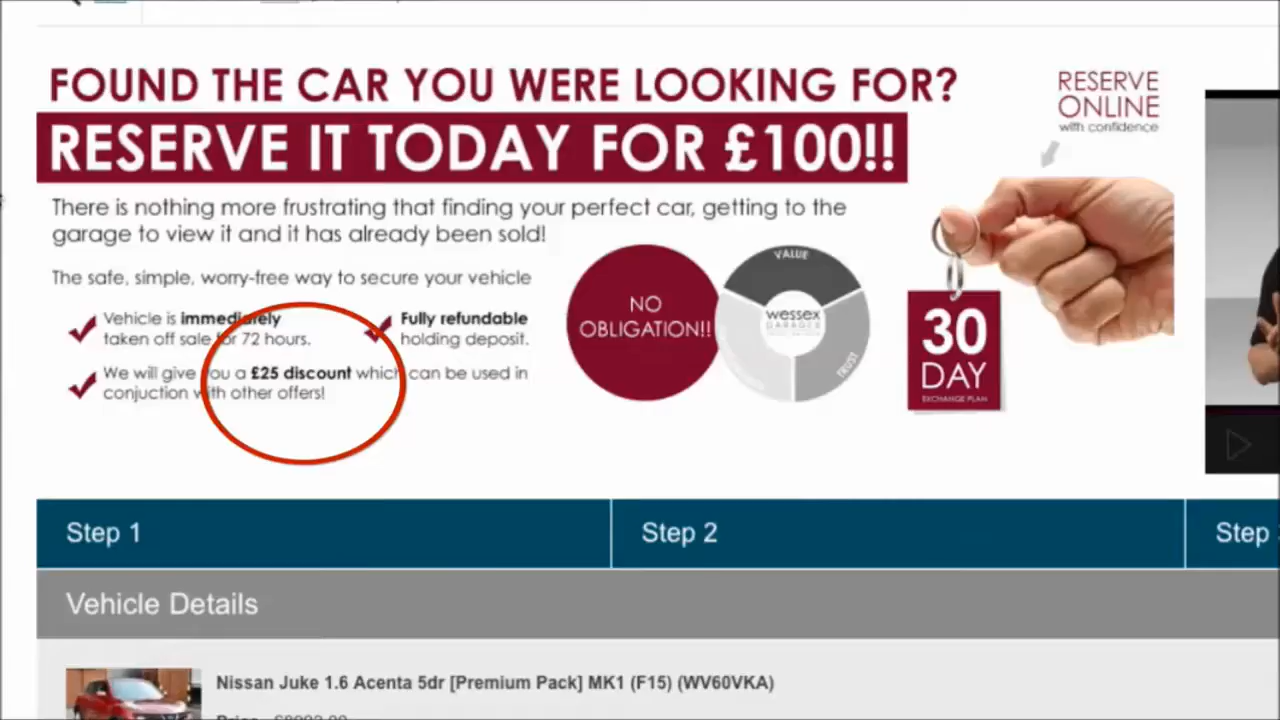 FOUND THE CAR YOU WERE LOOKING FOR?
RESERVE IT TODAY FOR £100!!
There is nothing more frustrating that finding your perfect car, getting to the
garage to view it and it has already been sold!
The safe, simple, worry-free way to secure your vehicle
Vehicle is immediately
taken off sale for 72 hours.
Fully refundable
holding deposit.
We will give you a £25 discount which can be used in
conjuction with other offers!
NO
OBLIGATION!!
VALUE
wessex
GARAGES
TRUST
RESERVE
ONLINE
with confidence
30
DAY
EXCHANGE PLAN
Step 1
Step 2
Step
Vehicle Details
Nissan Juke 1.6 Acenta 5dr [Premium Pack] MK1 (F15) (WV60VKA)